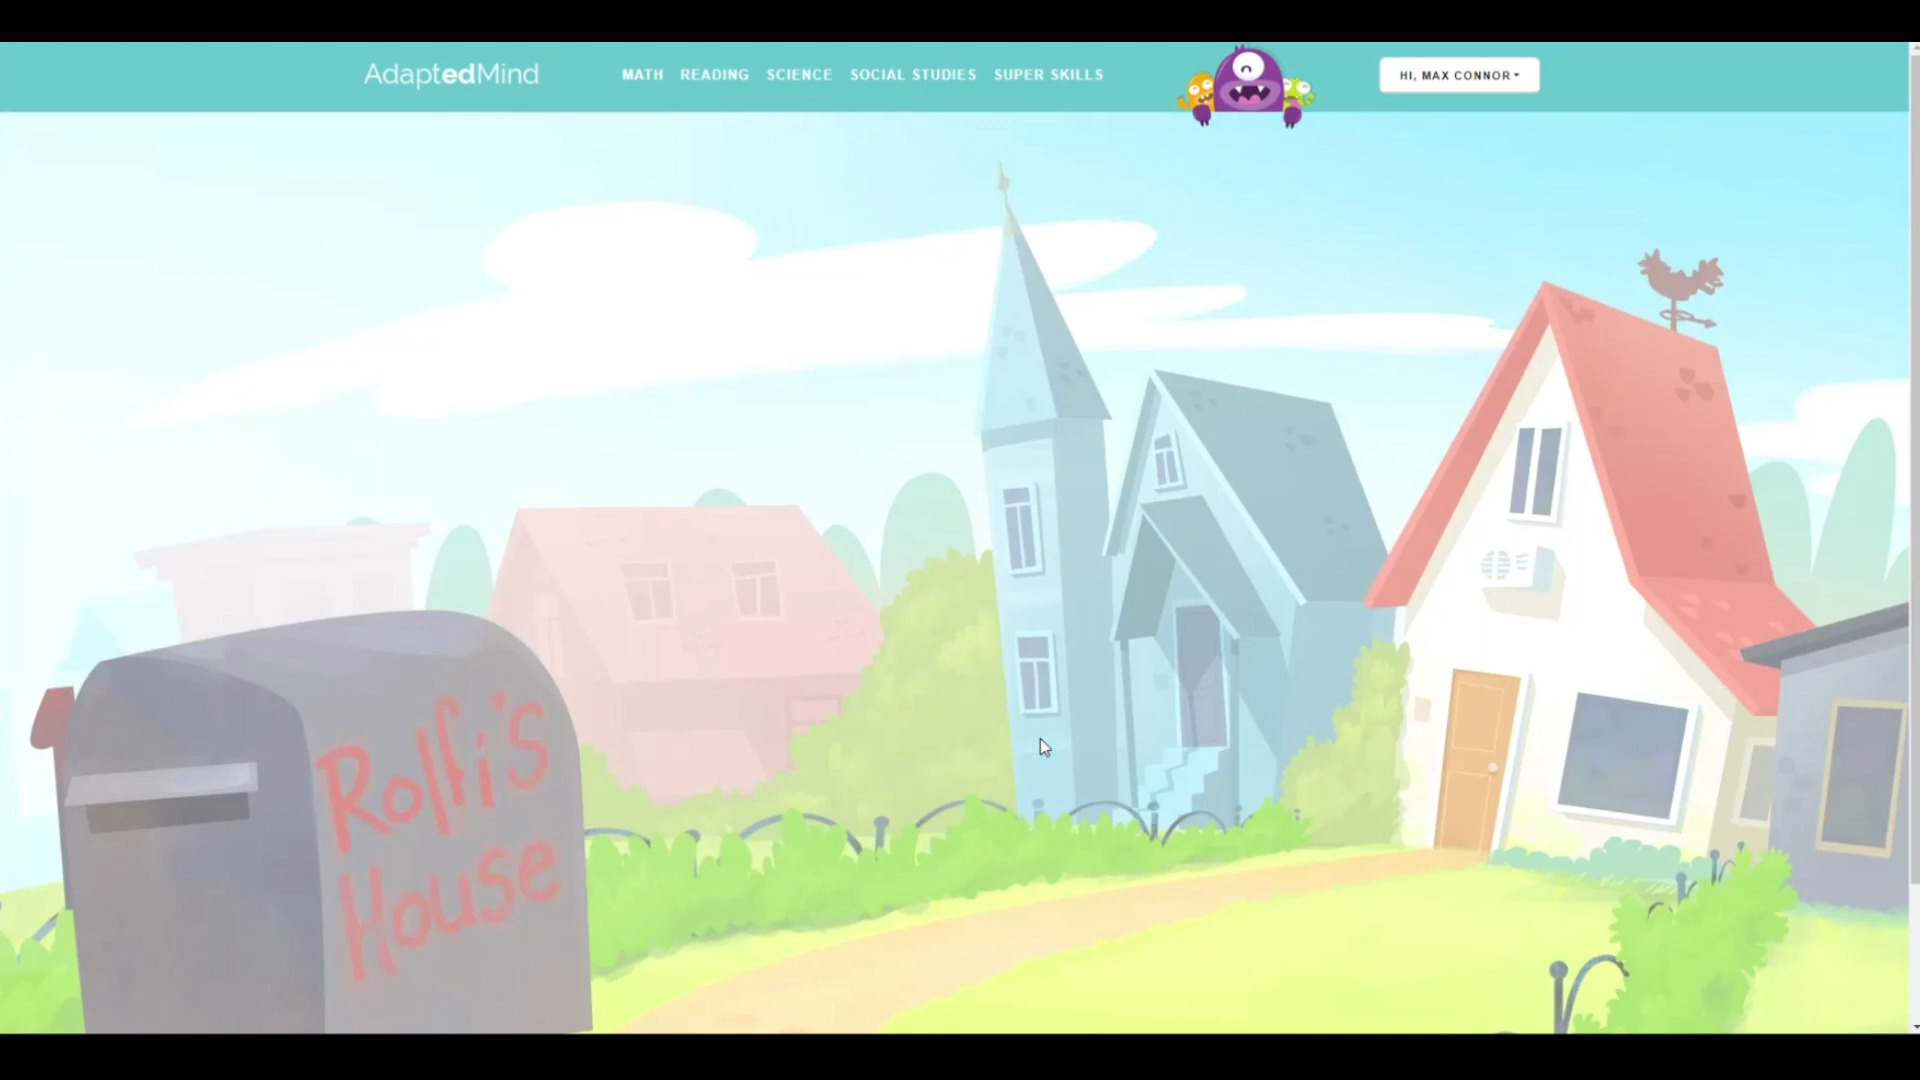 AdaptedMind
MATH READING SCIENCE SOCIAL STUDIES SUPER SKILLS
HI, MAX CONNOR
Rolfi's
House